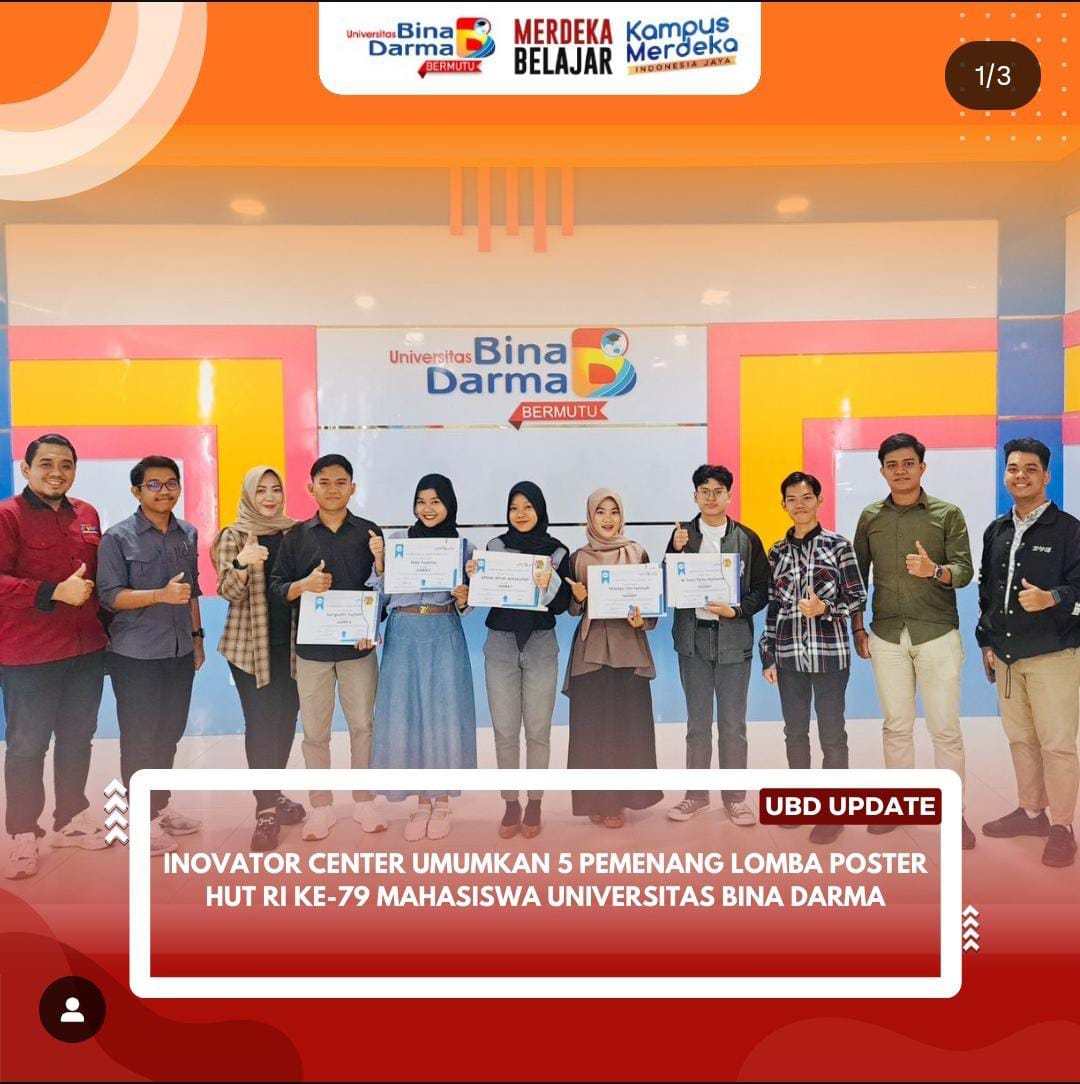 Universitas Bina Darma
BERMUTU
MERDEKA
BELAJAR
Kampus
Merdeka
INDONESIA JAYA
1/3
Universitas Bina
Darma
BERMUTU
UBD UPDATE
INOVATOR CENTER UMUMKAN 5 PEMENANG LOMBA POSTER
HUT RI KE-79 MAHASISWA UNIVERSITAS BINA DARMA